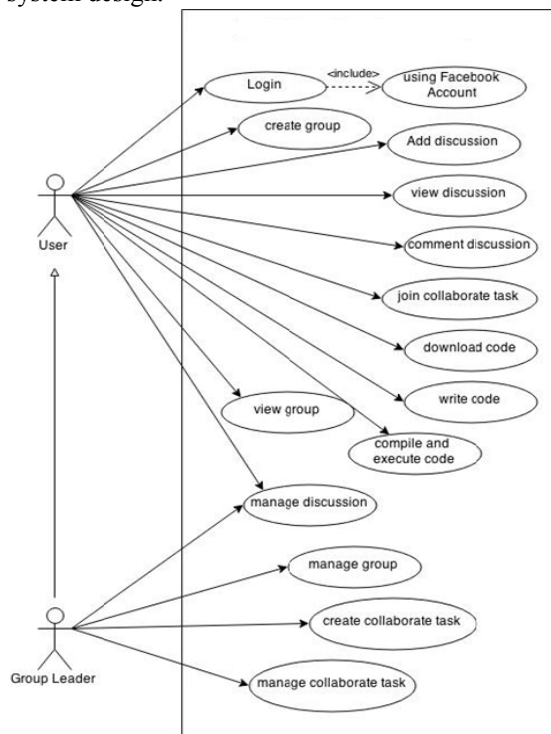 system design.
<include>
Login
using Facebook
Account
create group
Add discussion
view discussion
User
comment discussion
join collaborate task
download code
write code
view group
compile and
execute code
manage discussion
manage group
create collaborate task
Group Leader
manage collaborate task